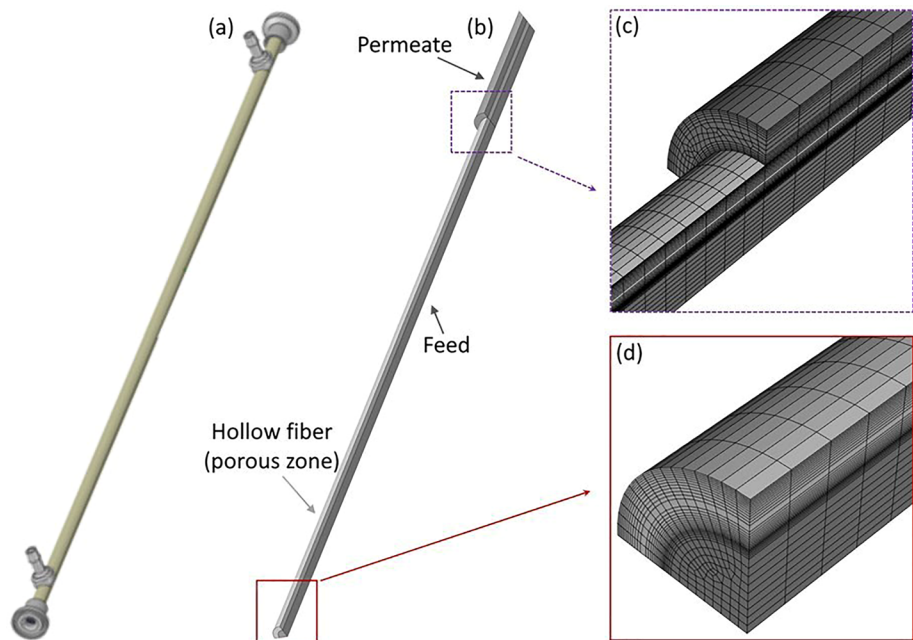 (a)
(b)
(c)
Permeate
Feed
(d)
Hollow fiber
(porous zone)